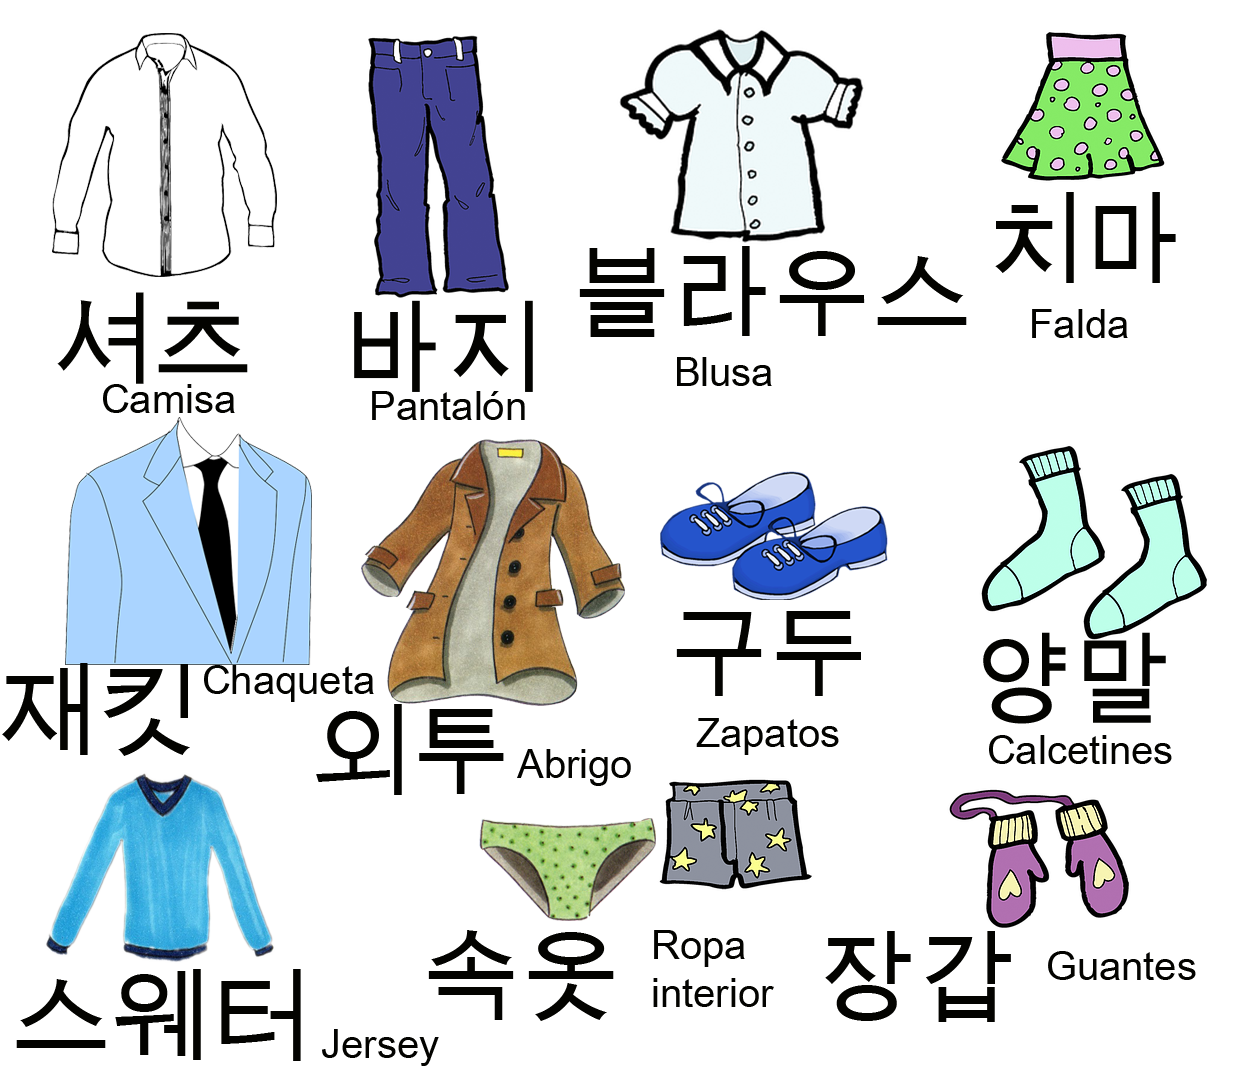 셔츠
Camisa
바지
Pantalón
블라우스
Blusa
치마
Falda
재킷
Chaqueta
외투
Abrigo
구두
Zapatos
양말
Calcetines
스웨터
Jersey
속옷
Ropa
interior
장갑
Guantes